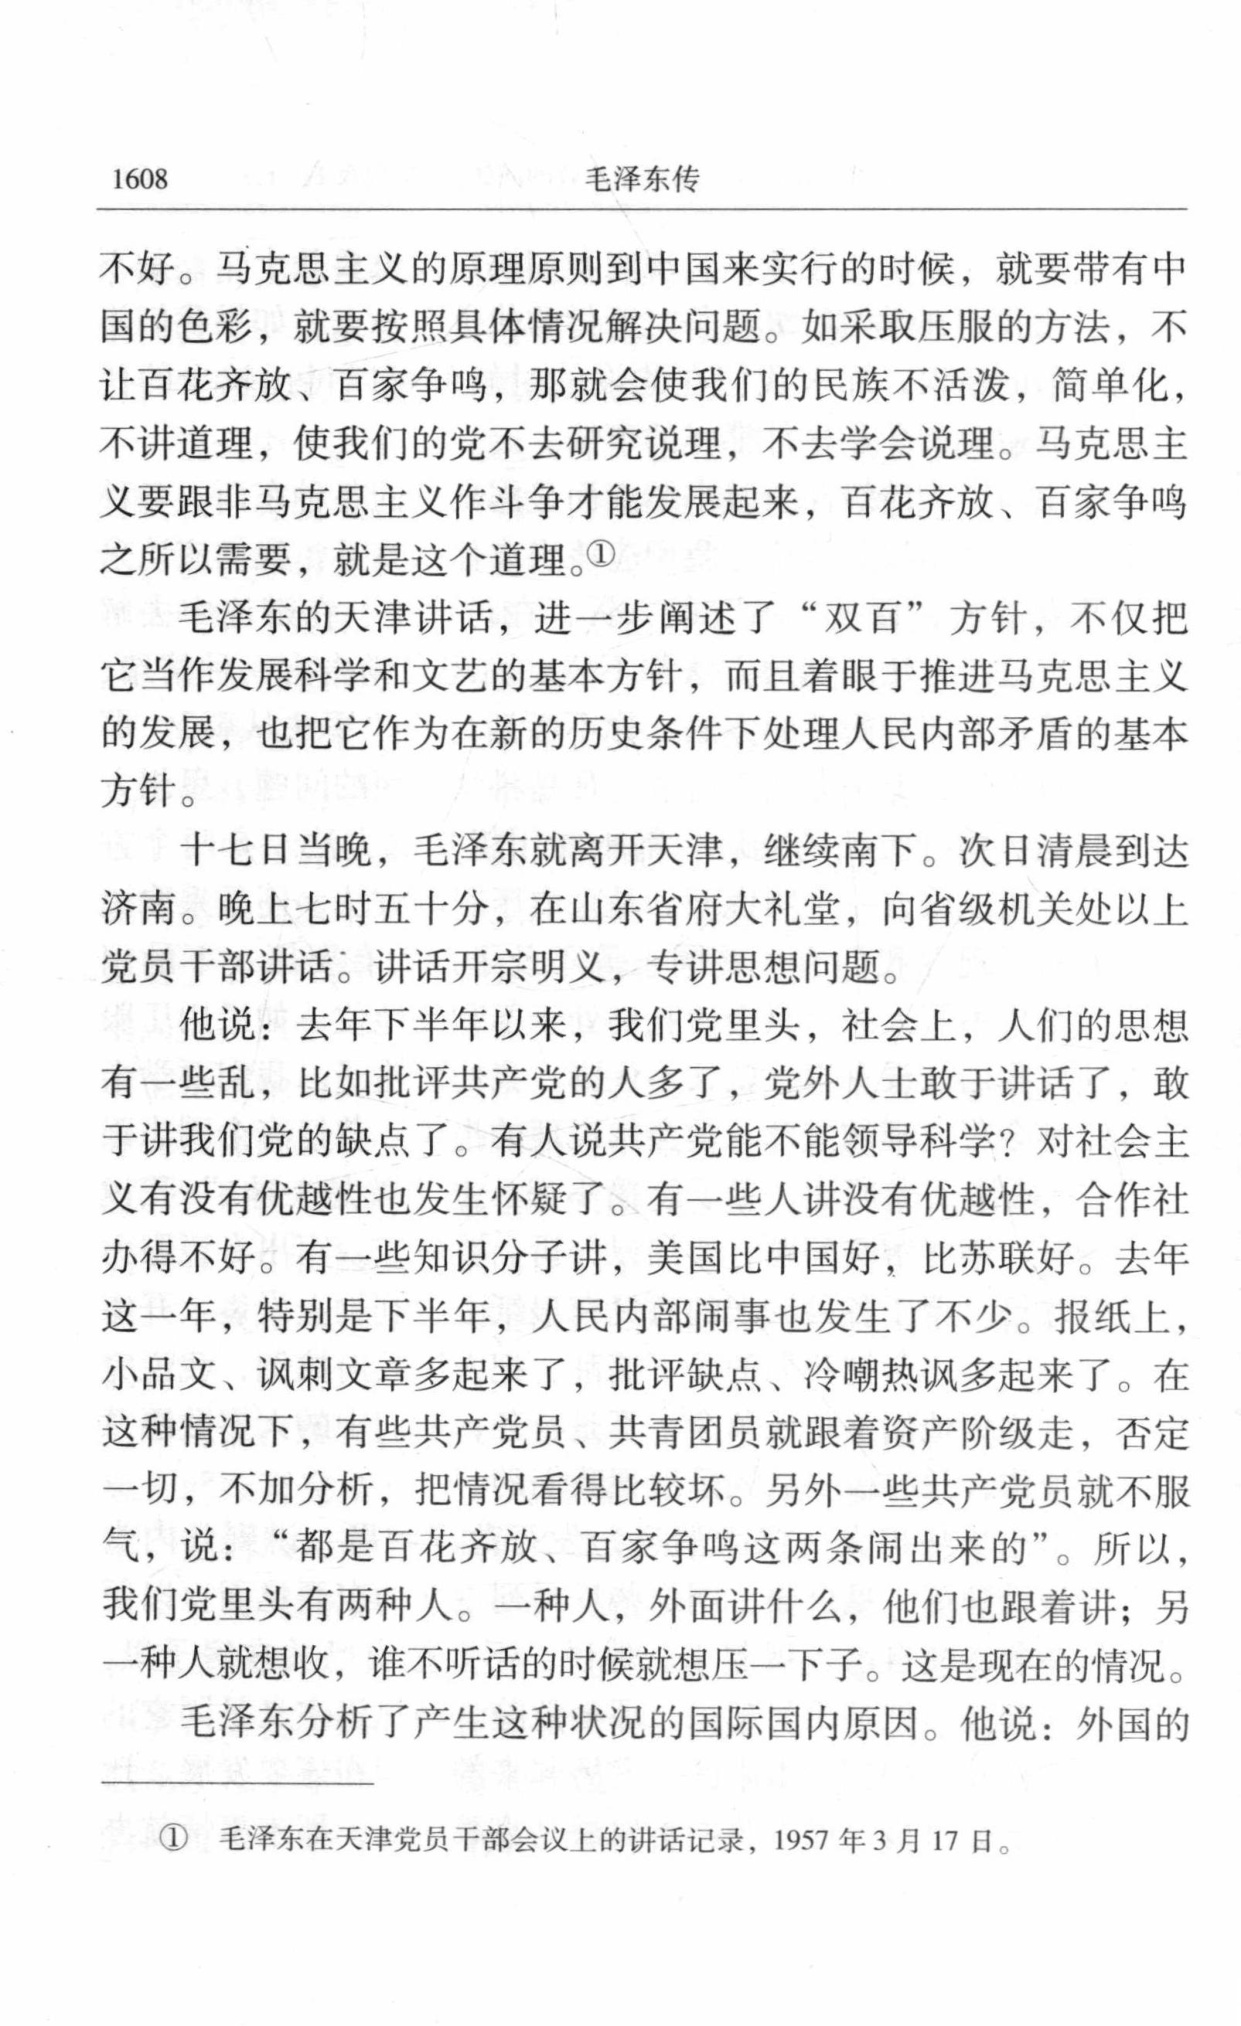 1608 毛泽东传
不好。马克思主义的原理原则到中国来实行的时候，就要带有中
国的色彩，就要按照具体情况解决问题。如采取压服的方法，不
让百花齐放、百家争鸣，那就会使我们的民族不活泼，简单化，
不讲道理，使我们的党不去研究说理，不去学会说理。马克思主
义要跟非马克思主义作斗争才能发展起来，百花齐放、百家争鸣
之所以需要，就是这个道理。①
毛泽东的天津讲话，进一步阐述了“双百”方针，不仅把
它当作发展科学和文艺的基本方针，而且着眼于推进马克思主义
的发展，也把它作为在新的历史条件下处理人民内部矛盾的基本
方针。
十七日当晚，毛泽东就离开天津，继续南下。次日清晨到达
济南。晚上七时五十分，在山东省府大礼堂，向省级机关处以上
党员干部讲话。讲话开宗明义，专讲思想问题。
他说：去年下半年以来，我们党里头，社会上，人们的思想
有一些乱，比如批评共产党的人多了，党外人士敢于讲话了，敢
于讲我们党的缺点了。有人说共产党能不能领导科学？对社会主
义有没有优越性也发生怀疑了。有一些人讲没有优越性，合作社
办得不好。有一些知识分子讲，美国比中国好，比苏联好。去年
这一年，特别是下半年，人民内部闹事也发生了不少。报纸上，
小品文、讽刺文章多起来了，批评缺点、冷嘲热讽多起来了。在
这种情况下，有些共产党员、共青团员就跟着资产阶级走，否定
一切，不加分析，把情况看得比较坏。另外一些共产党员就不服
气，说：“都是百花齐放、百家争鸣这两条闹出来的”。所以，
我们党里头有两种人。一种人，外面讲什么，他们也跟着讲；另
一种人就想收，谁不听话的时候就想压一下子。这是现在的情况。
毛泽东分析了产生这种状况的国际国内原因。他说：外国的
① 毛泽东在天津党员干部会议上的讲话记录，1957年3月17日。